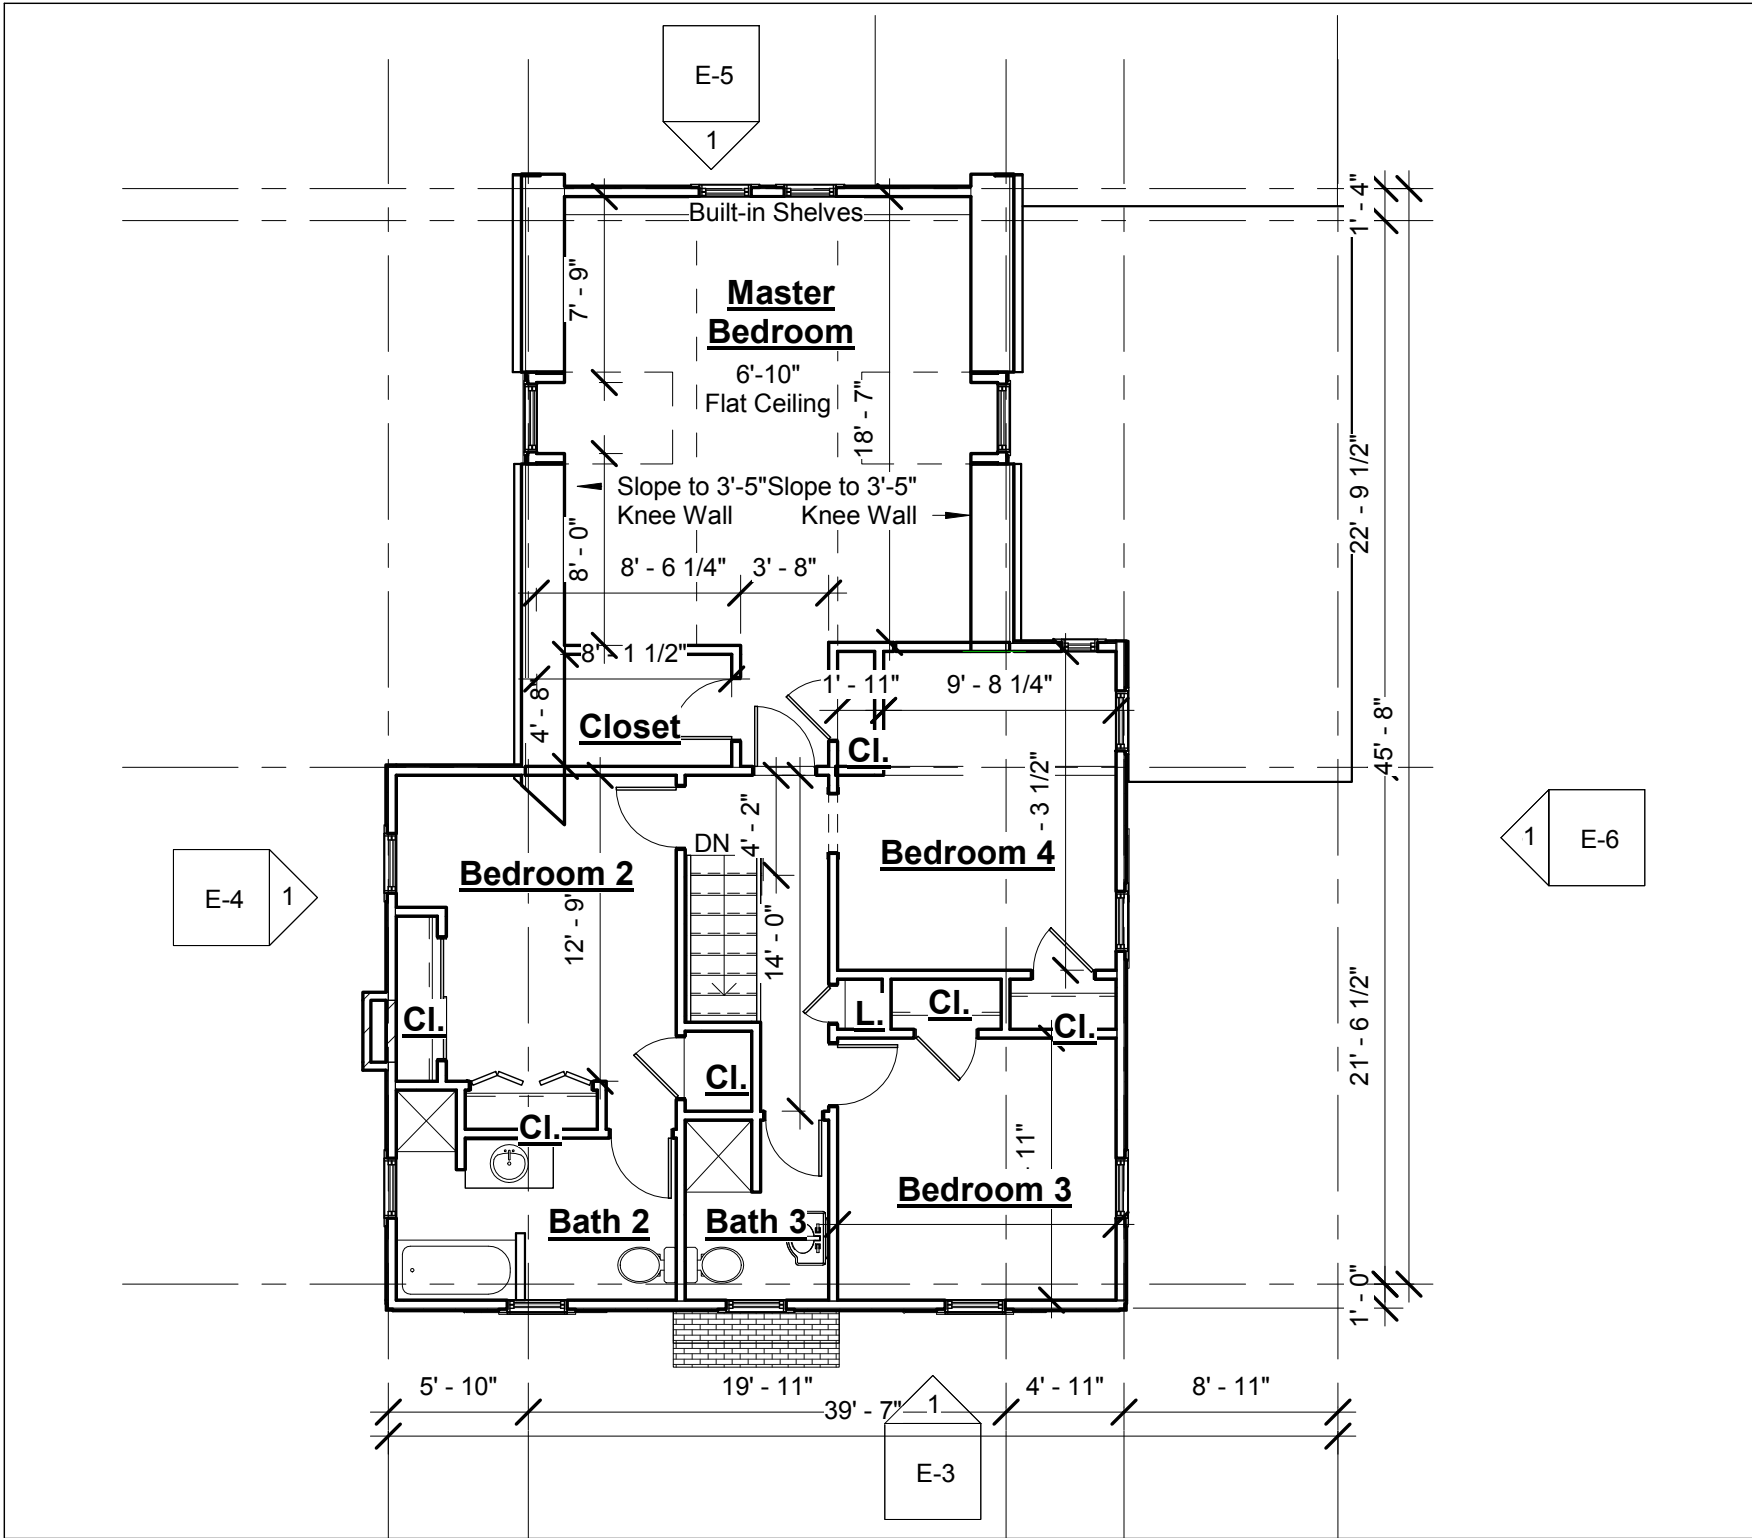 E-5
1
1' - 4"
Built-in Shelves
7' - 9"
Master
Bedroom
6'-10"
Flat Ceiling
18' - 7"
Slope to 3'-5"
Knee Wall
Slope to 3'-5"
Knee Wall
22' - 9 1/2"
8' - 0"
8' - 6 1/4"
3' - 8"
8' - 1 1/2"
1' - 11"
9' - 8 1/4"
4' - 8"
Closet
Cl.
45' - 8"
- 3 1/2"
4' - 2"
DN
Bedroom 4
1
E-6
Bedroom 2
E-4
1
12' - 9"
14' - 0"
Cl.
L.
Cl.
Cl.
21' - 6 1/2"
Cl.
Cl.
11"
Bedroom 3
Bath 2
Bath 3
1' - 0"
5' - 10"
19' - 11"
4' - 11"
8' - 11"
39' - 7"
1
E-3